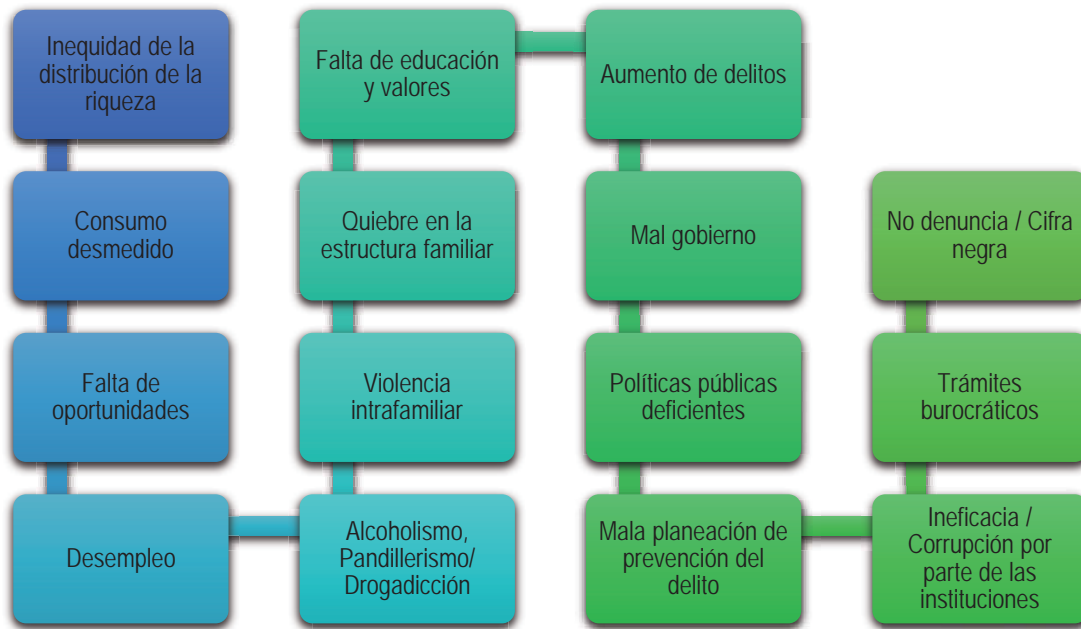 Inequidad de la
distribución de la
riqueza
Consumo
desmedido
Falta de
oportunidades
Desempleo
Alcoholismo,
Pandillerismo/
Drogadicción
Violencia
intrafamiliar
Quiebre en la
estructura familiar
Falta de educación
y valores
Aumento de delitos
Mal gobierno
Políticas públicas
deficientes
Mala planeación de
prevención del
delito
Ineficacia /
Corrupción por
parte de las
instituciones
Trámites
burocráticos
No denuncia / Cifra
negra